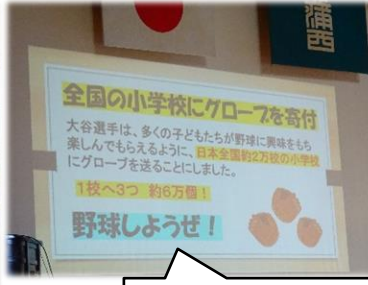 蒲西
全国の小学校にグローブを寄付
大谷選手は、多くの子どもたちが野球に興味をもち
楽しんでもらえるように、日本全国約2万校の小学校
にグローブを送ることにしました。
1校へ3つ 約6万個！
野球しようぜ！